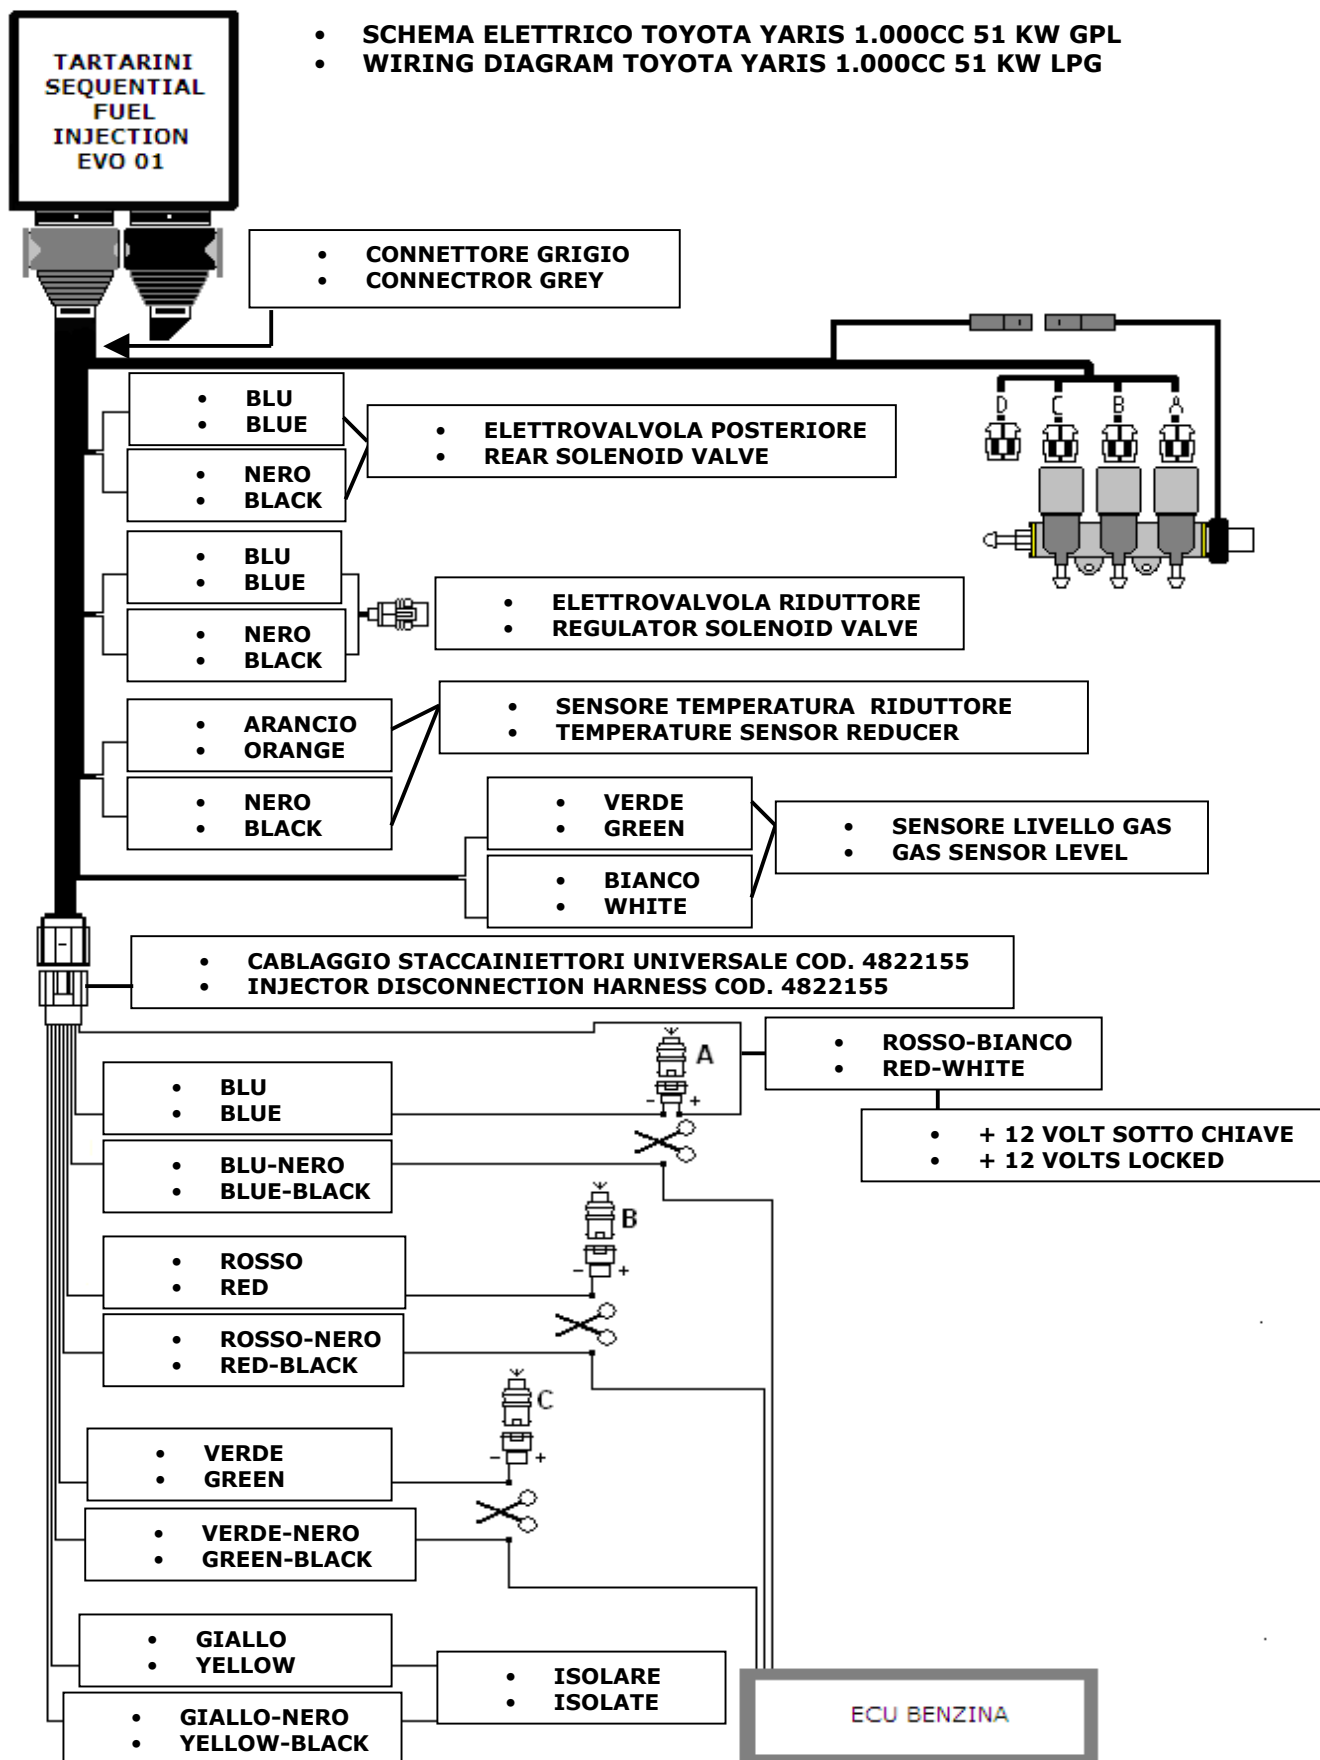 • SCHEMA ELETTRICO TOYOTA YARIS 1.000CC 51 KW GPL
• WIRING DIAGRAM TOYOTA YARIS 1.000CC 51 KW LPG
TARTARINI
SEQUENTIAL
FUEL
INJECTION
EVO 01
• CONNETTORE GRIGIO
• CONNECTROR GREY
D C B A
• BLU
• BLUE
• NERO
• BLACK
• ELETTROVALVOLA POSTERIORE
• REAR SOLENOID VALVE
• BLU
• BLUE
• NERO
• BLACK
• ELETTROVALVOLA RIDUTTORE
• REGULATOR SOLENOID VALVE
• ARANCIO
• ORANGE
• NERO
• BLACK
• SENSORE TEMPERATURA RIDUTTORE
• TEMPERATURE SENSOR REDUCER
• VERDE
• GREEN
• BIANCO
• WHITE
• SENSORE LIVELLO GAS
• GAS SENSOR LEVEL
• CABLAGGIO STACCAINIETTORI UNIVERSALE COD. 4822155
• INJECTOR DISCONNECTION HARNESS COD. 4822155
A
- +
• ROSSO-BIANCO
• RED-WHITE
• + 12 VOLT SOTTO CHIAVE
• + 12 VOLTS LOCKED
• BLU
• BLUE
• BLU-NERO
• BLUE-BLACK
B
- +
• ROSSO
• RED
• ROSSO-NERO
• RED-BLACK
C
- +
• VERDE
• GREEN
• VERDE-NERO
• GREEN-BLACK
• GIALLO
• YELLOW
• GIALLO-NERO
• YELLOW-BLACK
• ISOLARE
• ISOLATE
ECU BENZINA